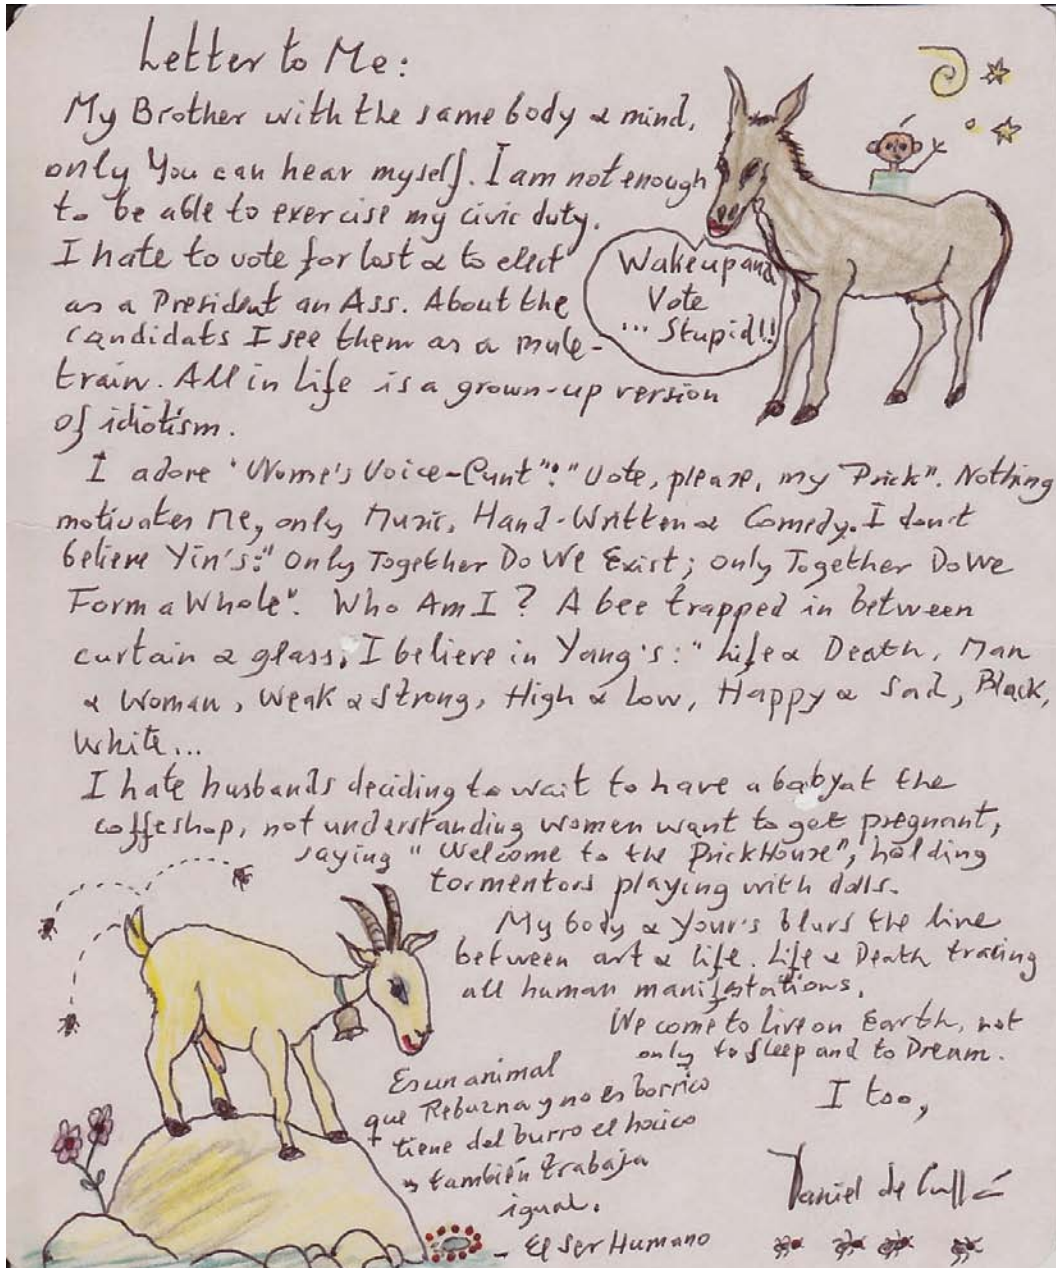 Letter to Me:
My Brother with the same body & mind,
only You can hear myself. I am not enough
to be able to exercise my civic duty.
I hate to vote for lost & to elect
as a President an Ass. About the
candidats I see them as a mule-
train. All in Life is a grown-up version
of idiotism.
Wake up and
Vote
... Stupid!!
I adore "Wome's Voice-Cunt": "Vote, please, my Prick". Nothing
motivates Me, only Music, Hand-Written & Comedy. I don't
believe Yin's: "Only Together Do We Exist; only Together Do We
Form a Whole". Who Am I? A bee trapped in between
curtain & glass, I believe in Yang's: "Life & Death, Man
& Woman, Weak & Strong, High & Low, Happy & Sad, Black,
White...
I hate husbands deciding to wait to have a baby at the
coffeshop, not understanding women want to get pregnant,
saying "Welcome to the PrickHouse", holding
tormentors playing with dolls.
My body & Your's blurs the line
between art & life. Life & Death tracing
all human manifestations.
We come to Live on Earth, not
only to Sleep and to Dream.
I too,
Daniel de Cullá
Es un animal
que Rebuzna y no es borrico
tiene del burro el hocico
y también trabaja
igual.
- El Ser Humano